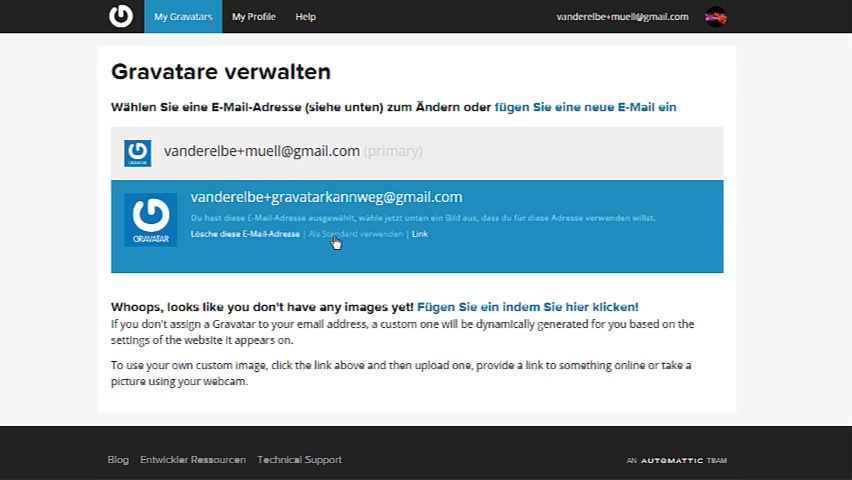 My Gravatars My Profile Help vanderelbe+muell@gmail.com
Gravatare verwalten
Wählen Sie eine E-Mail-Adresse (siehe unten) zum Ändern oder fügen Sie eine neue E-Mail ein
vanderelbe+muell@gmail.com (primary)
vanderelbe+gravatarkannweg@gmail.com
Du hast diese E-Mail-Adresse ausgewählt, wähle jetzt unten ein Bild aus, dass du für diese Adresse verwenden willst.
GRAVATAR
Lösche diese E-Mail-Adresse | Als Standard verwenden | Link
Whoops, looks like you don't have any images yet! Fügen Sie ein indem Sie hier klicken!
If you don't assign a Gravatar to your email address, a custom one will be dynamically generated for you based on the
settings of the website it appears on.
To use your own custom image, click the link above and then upload one, provide a link to something online or take a
picture using your webcam.
Blog Entwickler Ressourcen Technical Support AN AUTOMATTIC TEAM